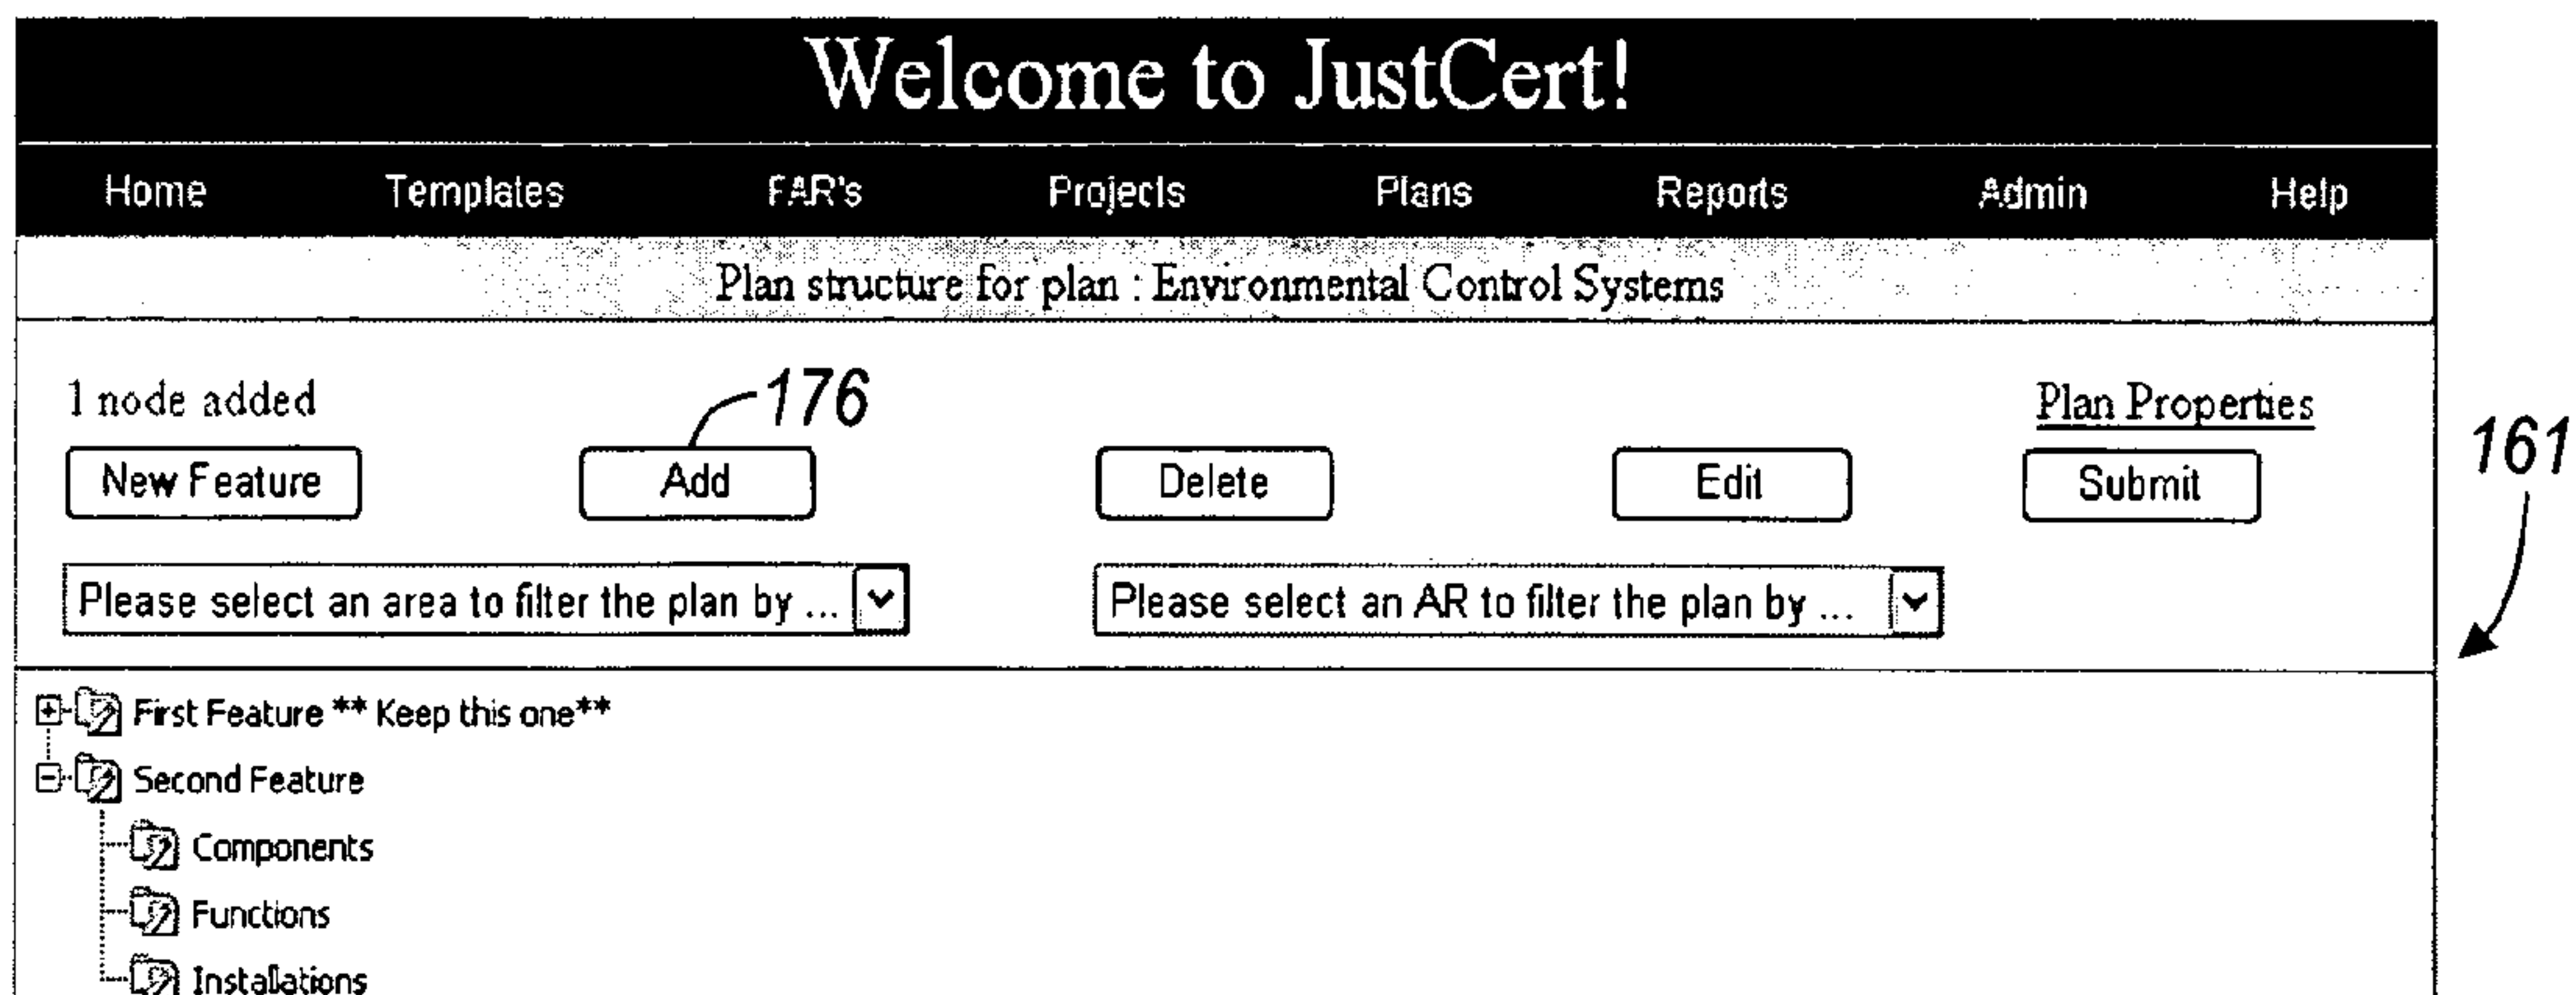 Welcome to JustCert!
Home Templates FAR's Projects Plans Reports Admin Help
Plan structure for plan : Environmental Control Systems
1 node added 176 Plan Properties
161
New Feature Add Delete Edit Submit
Please select an area to filter the plan by ... Please select an AR to filter the plan by ...
First Feature ** Keep this one**
Second Feature
Components
Functions
Installations